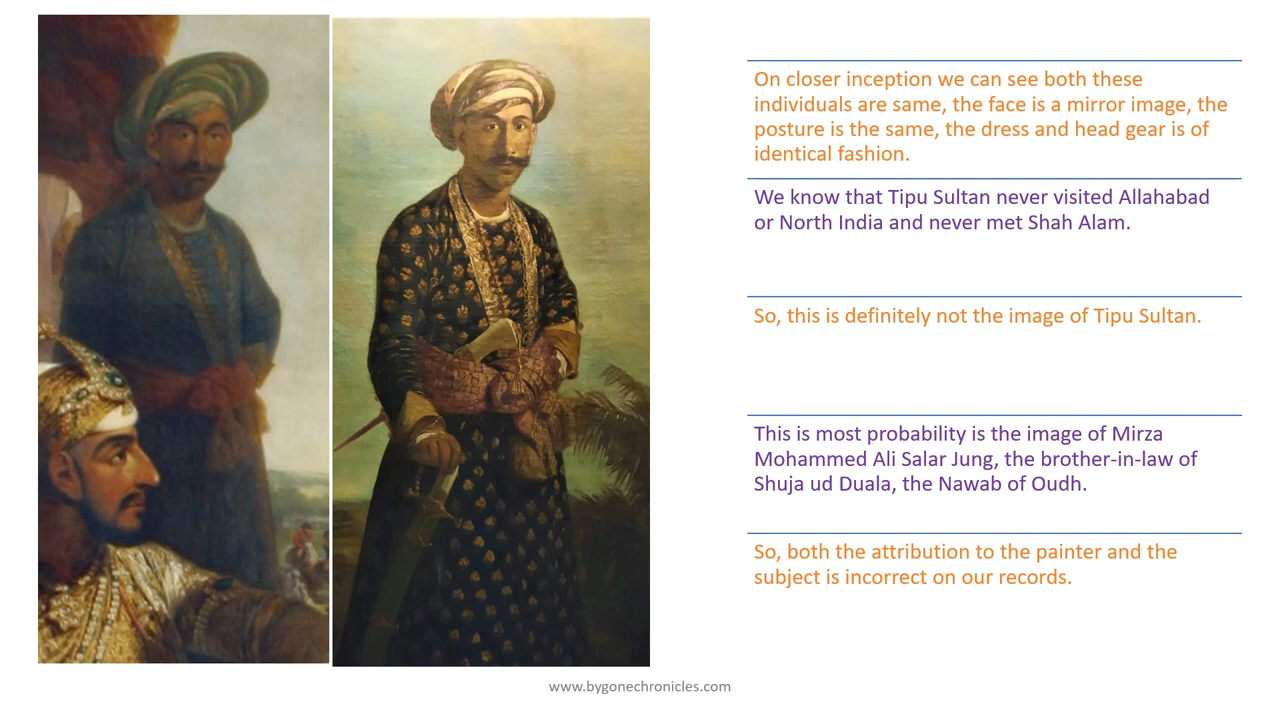 On closer inception we can see both these
individuals are same, the face is a mirror image, the
posture is the same, the dress and head gear is of
identical fashion.
We know that Tipu Sultan never visited Allahabad
or North India and never met Shah Alam.
So, this is definitely not the image of Tipu Sultan.
This is most probability is the image of Mirza
Mohammed Ali Salar Jung, the brother-in-law of
Shuja ud Duala, the Nawab of Oudh.
So, both the attribution to the painter and the
subject is incorrect on our records.
www.bygonechronicles.com